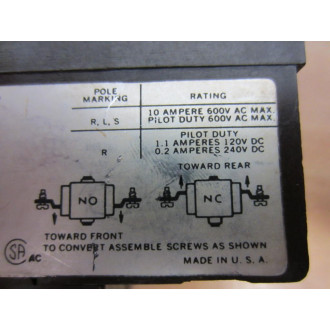 POLE MARKING RATING
R, L, S 10 AMPERE 600V AC MAX.
PILOT DUTY 600V AC MAX.
R PILOT DUTY
1.1 AMPERES 120V DC
0.2 AMPERES 240V DC
TOWARD REAR
NO NC
TOWARD FRONT
TO CONVERT ASSEMBLE SCREWS AS SHOWN
SA AC MADE IN U. S. A.